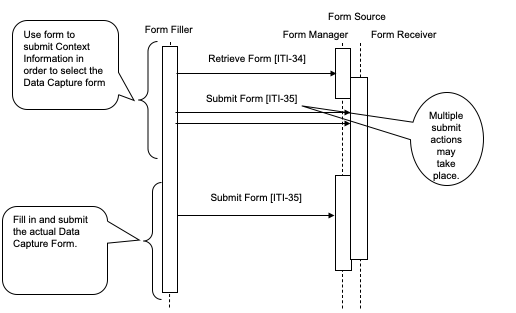 Form Source
Form Filler
Form Manager
Form Receiver
Use form to
submit Context
Information in
order to select the
Data Capture form
Retrieve Form [ITI-34]
Submit Form [ITI-35]
Multiple
submit
actions
may
take
place.
Submit Form [ITI-35]
Fill in and submit
the actual Data
Capture Form.